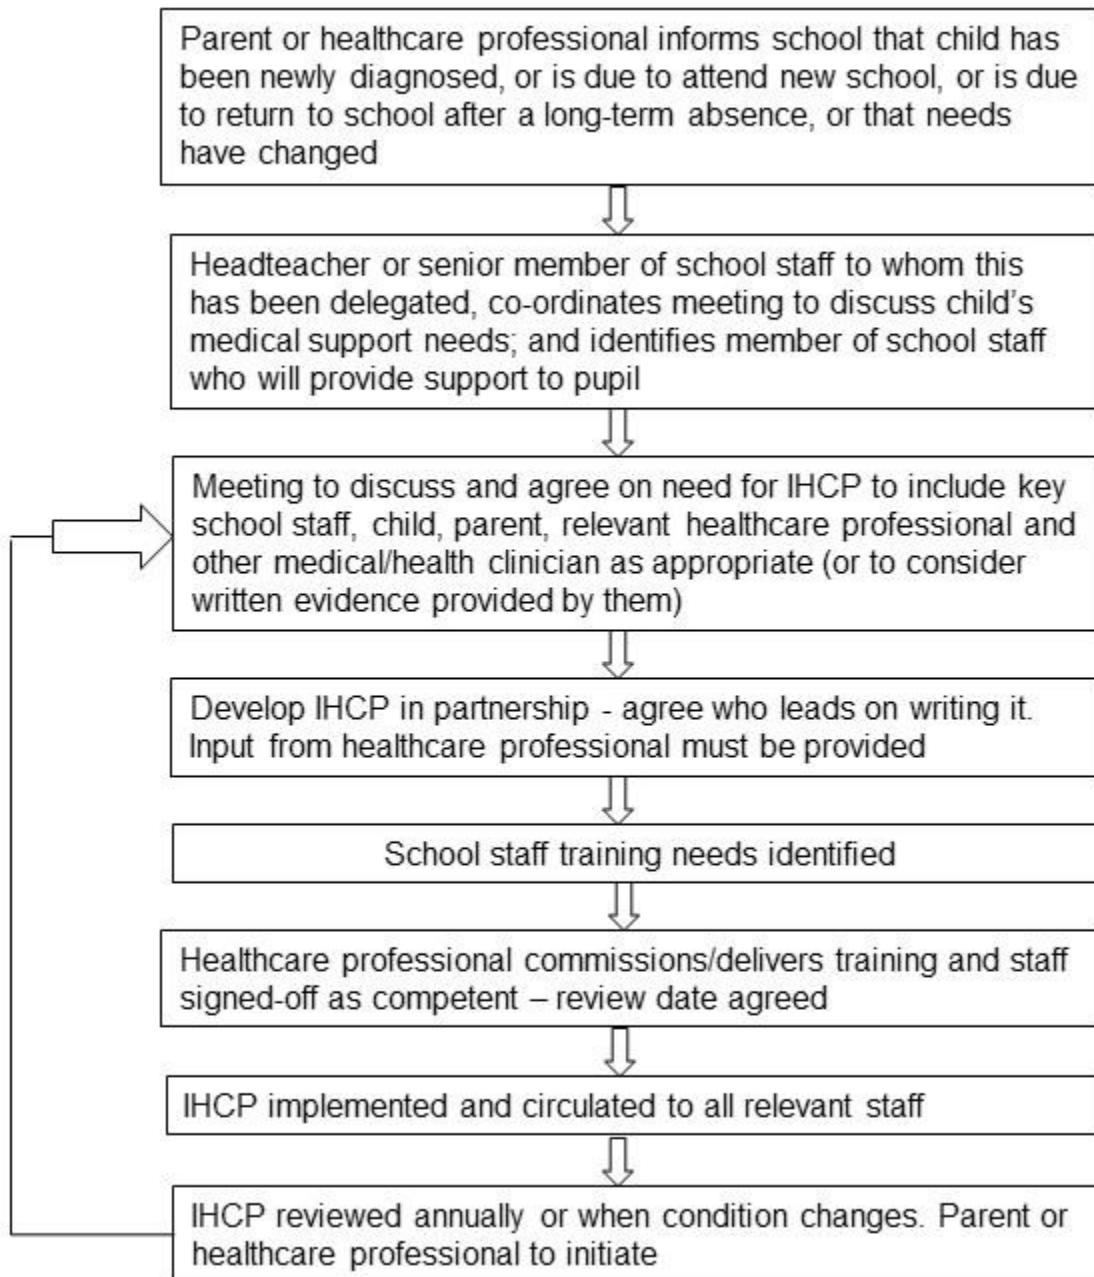 Parent or healthcare professional informs school that child has
been newly diagnosed, or is due to attend new school, or is due
to return to school after a long-term absence, or that needs
have changed
Headteacher or senior member of school staff to whom this
has been delegated, co-ordinates meeting to discuss child's
medical support needs; and identifies member of school staff
who will provide support to pupil
Meeting to discuss and agree on need for IHCP to include key
school staff, child, parent, relevant healthcare professional and
other medical/health clinician as appropriate (or to consider
written evidence provided by them)
Develop IHCP in partnership - agree who leads on writing it.
Input from healthcare professional must be provided
School staff training needs identified
Healthcare professional commissions/delivers training and staff
signed-off as competent – review date agreed
IHCP implemented and circulated to all relevant staff
IHCP reviewed annually or when condition changes. Parent or
healthcare professional to initiate